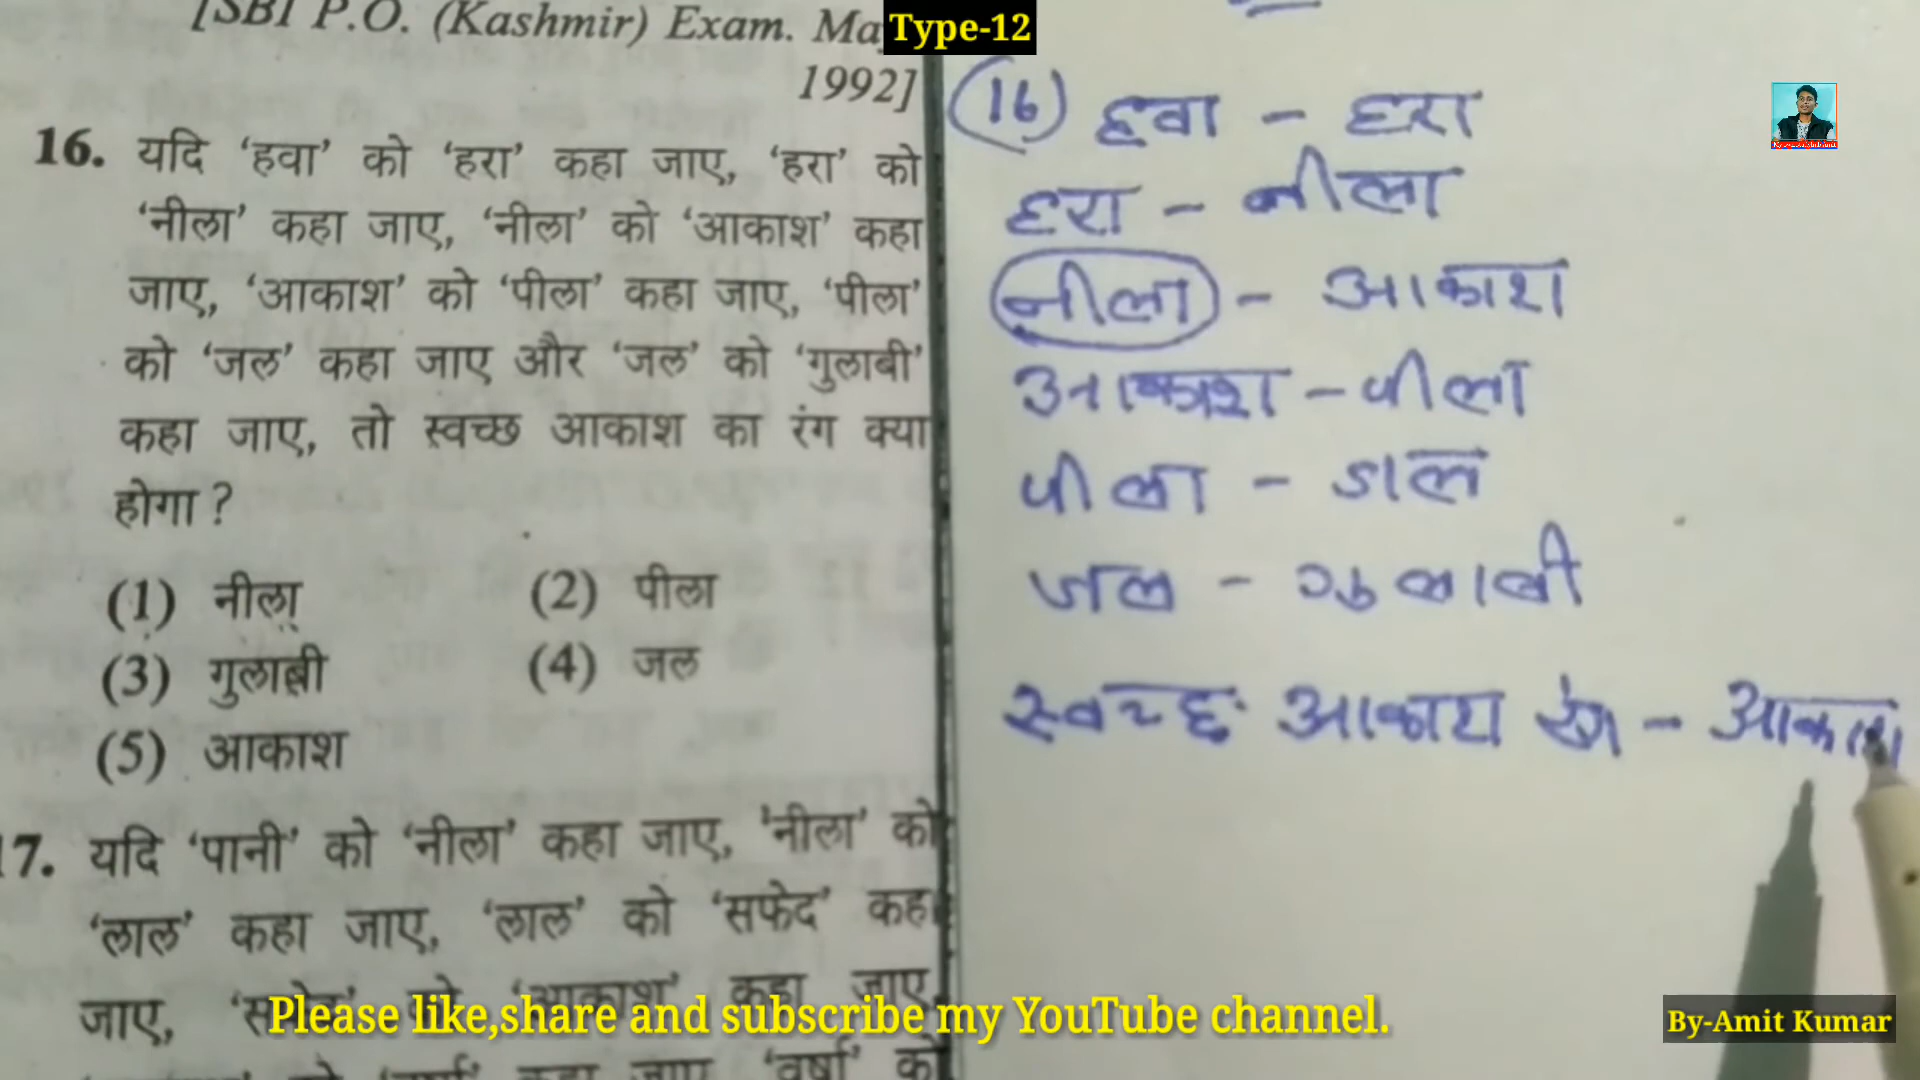 [SBI P.O. (Kashmir) Exam.
Type-12
1992]
16. यदि ‘हवा’ को ‘हरा’ कहा जाए, ‘हरा’ को
‘नीला’ कहा जाए, ‘नीला’ को ‘आकाश’ कहा
जाए, ‘आकाश’ को ‘पीला’ कहा जाए, ‘पीला’
को ‘जल’ कहा जाए और ‘जल’ को ‘गुलाबी’
कहा जाए, तो स्वच्छ आकाश का रंग क्या
होगा?
(1) नीला (2) पीला
(3) गुलाबी (4) जल
(5) आकाश
17. यदि ‘पानी’ को ‘नीला’ कहा जाए, ‘नीला’ को
‘लाल’ कहा जाए, ‘लाल’ को ‘सफेद’
जाए, ‘आकाश’ कहा जाए
कहा जाए, ‘वर्षा’ को
(16) हवा - हरा
हरा - नीला
नीला - आकाश
आकाश - पीला
पीला - जल
जल - गुलाबी
स्वच्छ आकाश रंग - आकाश
Please like,share and subscribe my YouTube channel.
By-Amit Kumar